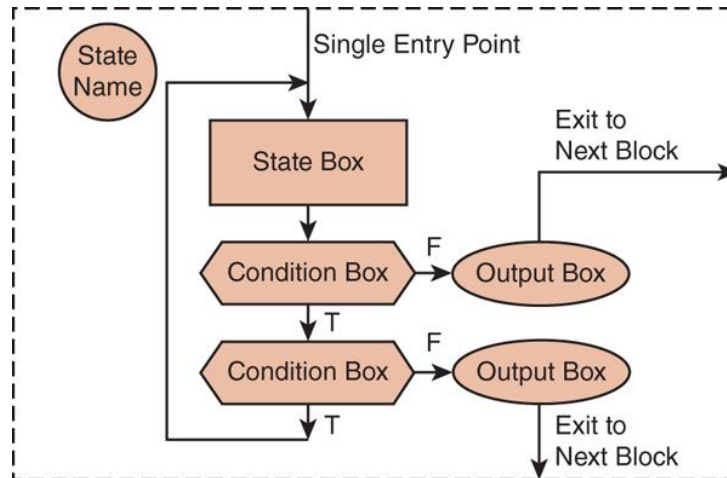 State
Name
Single Entry Point
Exit to
Next Block
State Box
Condition Box
F
Output Box
T
Condition Box
F
Output Box
T
Exit to
Next Block